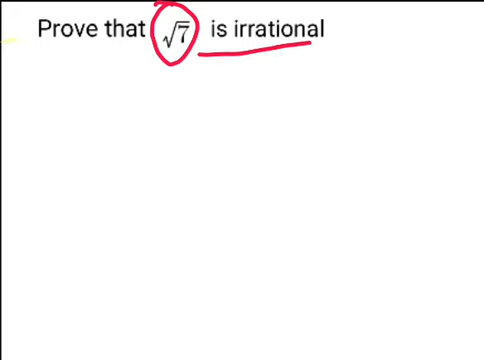 Prove that √7 is irrational